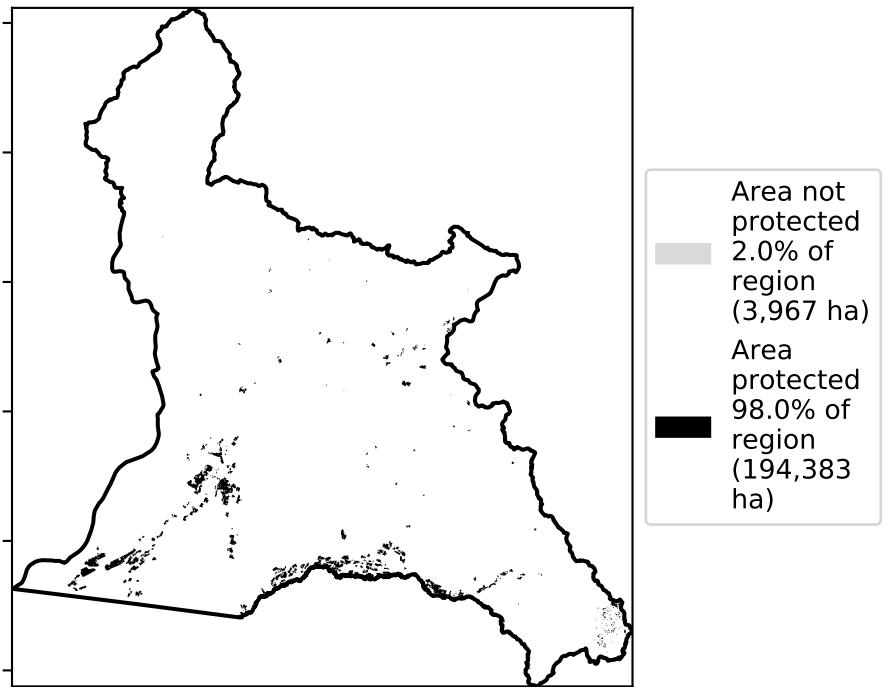 Area not
protected
2.0% of
region
(3,967 ha)
Area
protected
98.0% of
region
(194,383
ha)